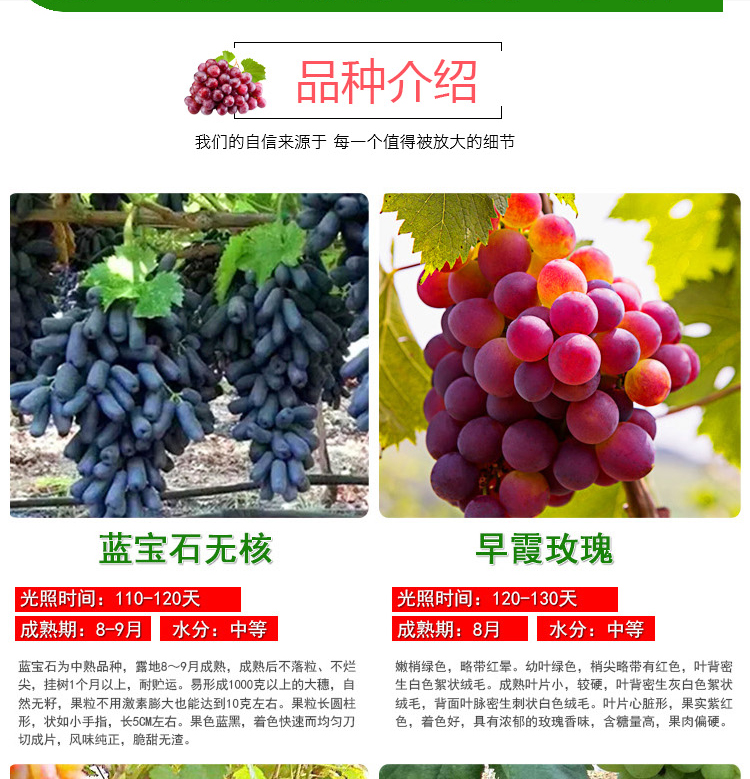 品种介绍
我们的自信来源于 每一个值得被放大的细节
蓝宝石无核
光照时间：110-120天
成熟期：8-9月
水分：中等
蓝宝石为中熟品种，露地8～9月成熟，成熟后不落粒、不烂
尖，挂树1个月以上，耐贮运。易形成1000克以上的大穗，自
然无籽，果粒不用激素膨大也能达到10克左右。果粒长圆柱
形，状如小手指，长5CM左右。果色蓝黑，着色快速而均匀刀
切成片，风味纯正，脆甜无渣。
早霞玫瑰
光照时间：120-130天
成熟期：8月
水分：中等
嫩梢绿色，略带红晕。幼叶绿色，梢尖略带有红色，叶背密
生白色絮状绒毛。成熟叶片小，较硬，叶背密生灰白色絮状
绒毛，背面叶脉密生刺状白色绒毛。叶片心脏形，果实紫红
色，着色好，具有浓郁的玫瑰香味，含糖量高，果肉偏硬。